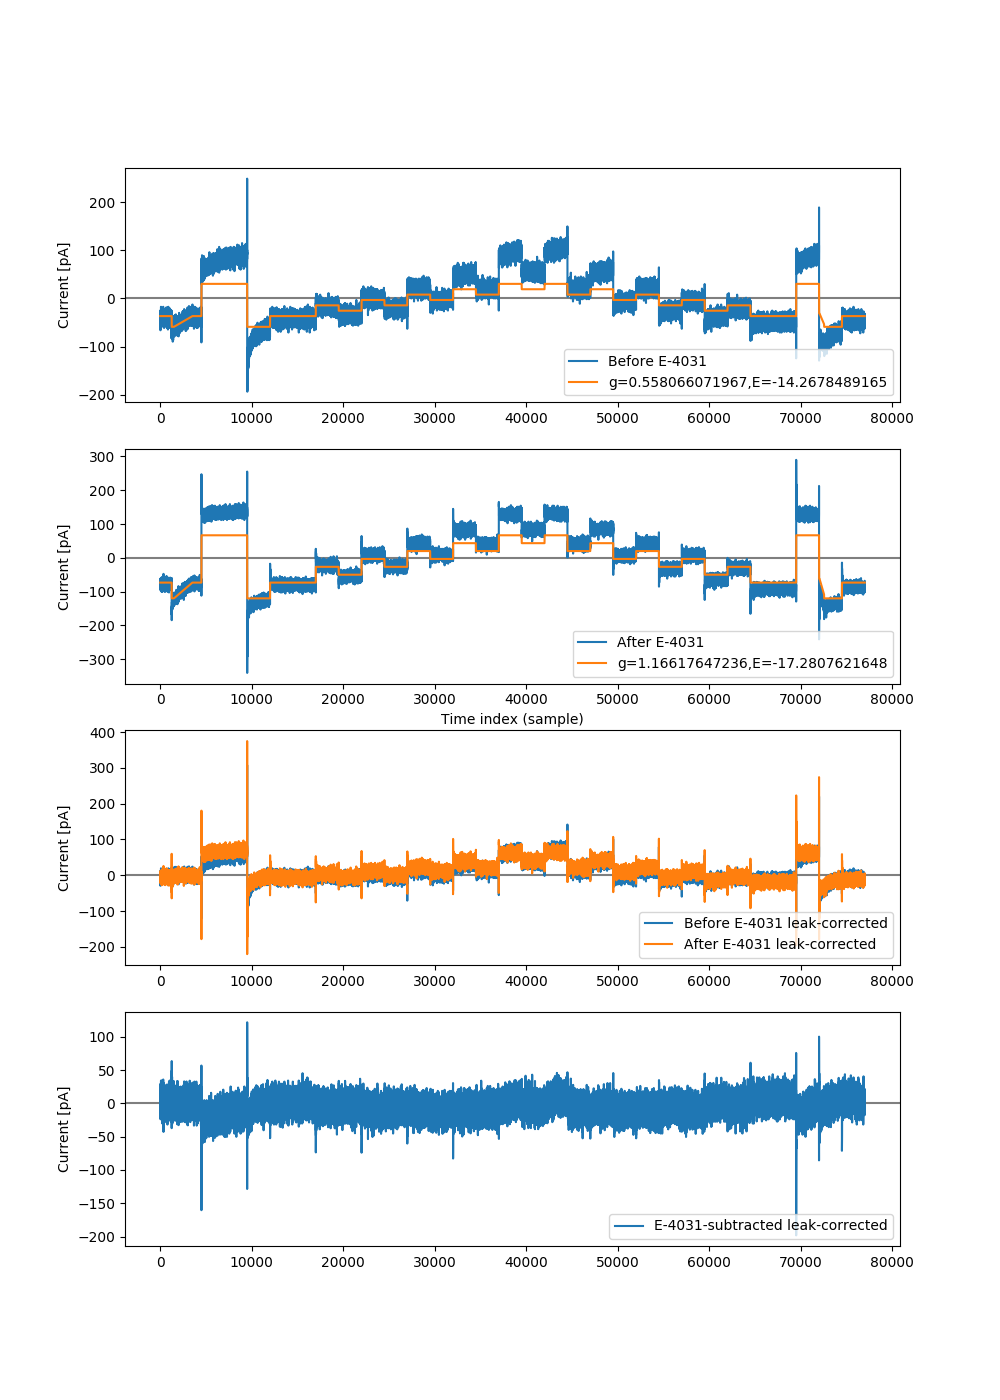 200
100
0
−100
−200
Current [pA]
Before E-4031
g=0.558066071967,E=-14.2678489165
0 10000 20000 30000 40000 50000 60000 70000 80000
300
200
100
0
−100
−200
−300
Current [pA]
After E-4031
g=1.16617647236,E=-17.2807621648
0 10000 20000 30000 40000 50000 60000 70000 80000
Time index (sample)
400
300
200
100
0
−100
−200
Current [pA]
Before E-4031 leak-corrected
After E-4031 leak-corrected
0 10000 20000 30000 40000 50000 60000 70000 80000
100
50
0
−50
−100
−150
−200
Current [pA]
E-4031-subtracted leak-corrected
0 10000 20000 30000 40000 50000 60000 70000 80000